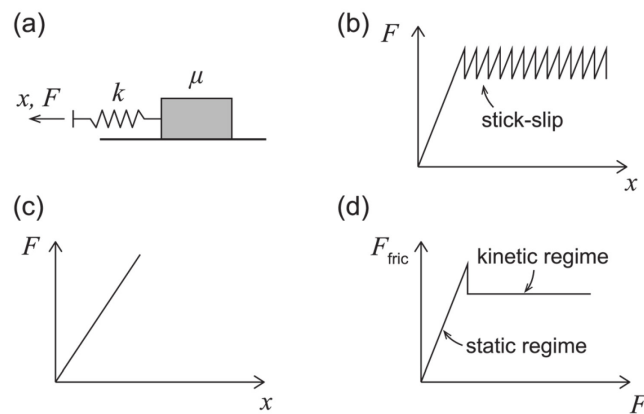 (a)
μ
k
x, F
(b)
F
stick-slip
x
(c)
F
x
(d)
F_fric
kinetic regime
static regime
F